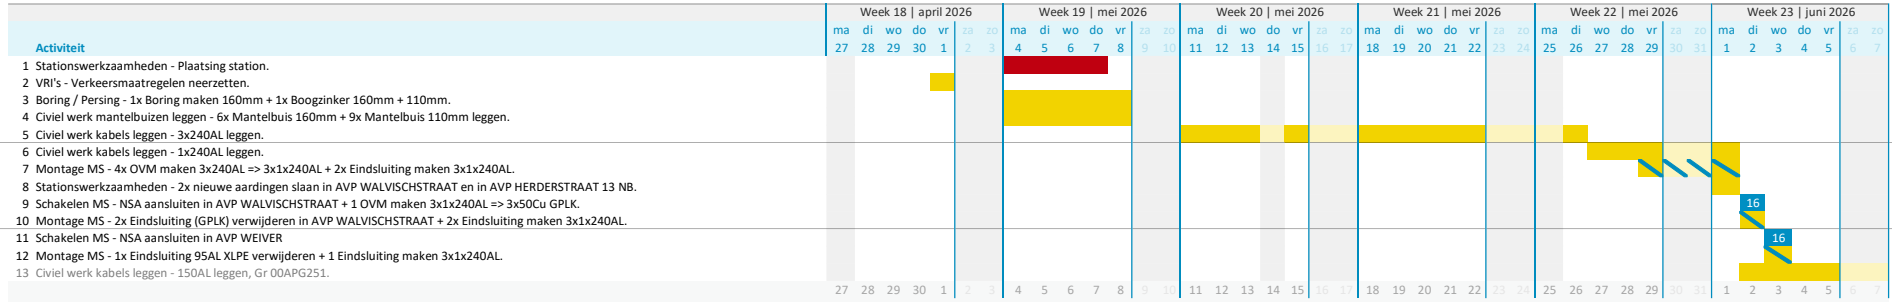 Week 18 | april 2026 Week 19 | mei 2026 Week 20 | mei 2026 Week 21 | mei 2026 Week 22 | mei 2026 Week 23 | juni 2026
ma di wo do vr za zo ma di wo do vr za zo ma di wo do vr za zo ma di wo do vr za zo ma di wo do vr za zo ma di wo do vr za zo
Activiteit 27 28 29 30 1 2 3 4 5 6 7 8 9 10 11 12 13 14 15 16 17 18 19 20 21 22 23 24 25 26 27 28 29 30 31 1 2 3 4 5 6 7
1 Stationswerkzaamheden - Plaatsing station.
2 VRI's - Verkeersmaatregelen neerzetten.
3 Boring / Persing - 1x Boring maken 160mm + 1x Boogzinker 160mm + 110mm.
4 Civiel werk mantelbuizen leggen - 6x Mantelbuis 160mm + 9x Mantelbuis 110mm leggen.
5 Civiel werk kabels leggen - 3x240AL leggen.
6 Civiel werk kabels leggen - 1x240AL leggen.
7 Montage MS - 4x OVM maken 3x240AL => 3x1x240AL + 2x Eindsluiting maken 3x1x240AL.
8 Stationswerkzaamheden - 2x nieuwe aardingen slaan in AVP WALVISCHSTRAAT en in AVP HERDERSTRAAT 13 NB.
9 Schakelen MS - NSA aansluiten in AVP WALVISCHSTRAAT + 1 OVM maken 3x1x240AL => 3x50Cu GPLK. 16
10 Montage MS - 2x Eindsluiting (GPLK) verwijderen in AVP WALVISCHSTRAAT + 2x Eindsluiting maken 3x1x240AL.
11 Schakelen MS - NSA aansluiten in AVP WEIVER 16
12 Montage MS - 1x Eindsluiting 95AL XLPE verwijderen + 1 Eindsluiting maken 3x1x240AL.
13 Civiel werk kabels leggen - 150AL leggen, Gr 00APG251.
27 28 29 30 1 2 3 4 5 6 7 8 9 10 11 12 13 14 15 16 17 18 19 20 21 22 23 24 25 26 27 28 29 30 31 1 2 3 4 5 6 7